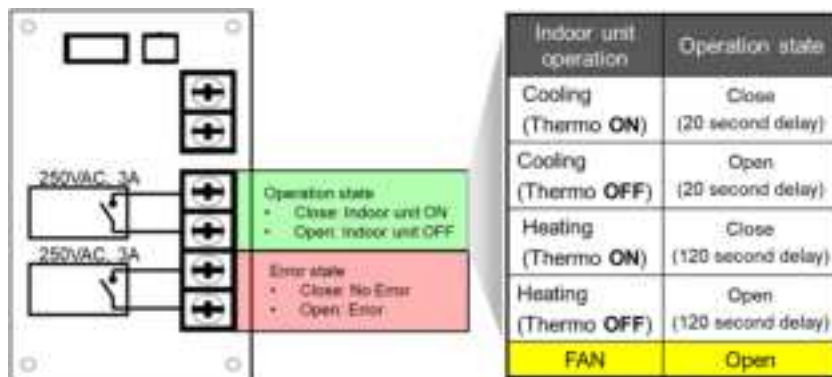 250VAC, 3A
Operation state
• Close: Indoor unit ON
• Open: Indoor unit OFF
250VAC, 3A
Error state
• Close: No Error
• Open: Error
Indoor unit operation Operation state
Cooling (Thermo ON) Close (20 second delay)
Cooling (Thermo OFF) Open (20 second delay)
Heating (Thermo ON) Close (120 second delay)
Heating (Thermo OFF) Open (120 second delay)
FAN Open